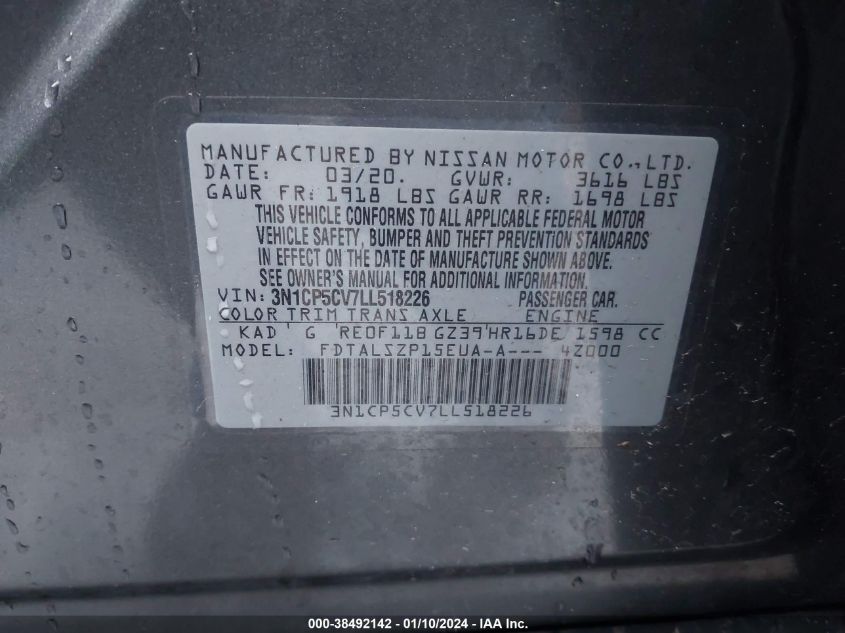 MANUFACTURED BY NISSAN MOTOR CO.,LTD.
DATE: 03/20. GVWR: 3616 LBS
GAWR FR: 1918 LBS GAWR RR: 1698 LBS
THIS VEHICLE CONFORMS TO ALL APPLICABLE FEDERAL MOTOR
VEHICLE SAFETY, BUMPER AND THEFT PREVENTION STANDARDS
IN EFFECT ON THE DATE OF MANUFACTURE SHOWN ABOVE.
SEE OWNER'S MANUAL FOR ADDITIONAL INFORMATION.
VIN: 3N1CP5CV7LL518226 PASSENGER CAR.
COLOR TRIM TRANS AXLE ENGINE
KAD G RE0F11B GZ39 HR16DE 1598 CC
MODEL: FDTALSZP15EUA-A--- 4Z000
3N1CP5CV7LL518226
000-38492142 - 01/10/2024 - IAA Inc.